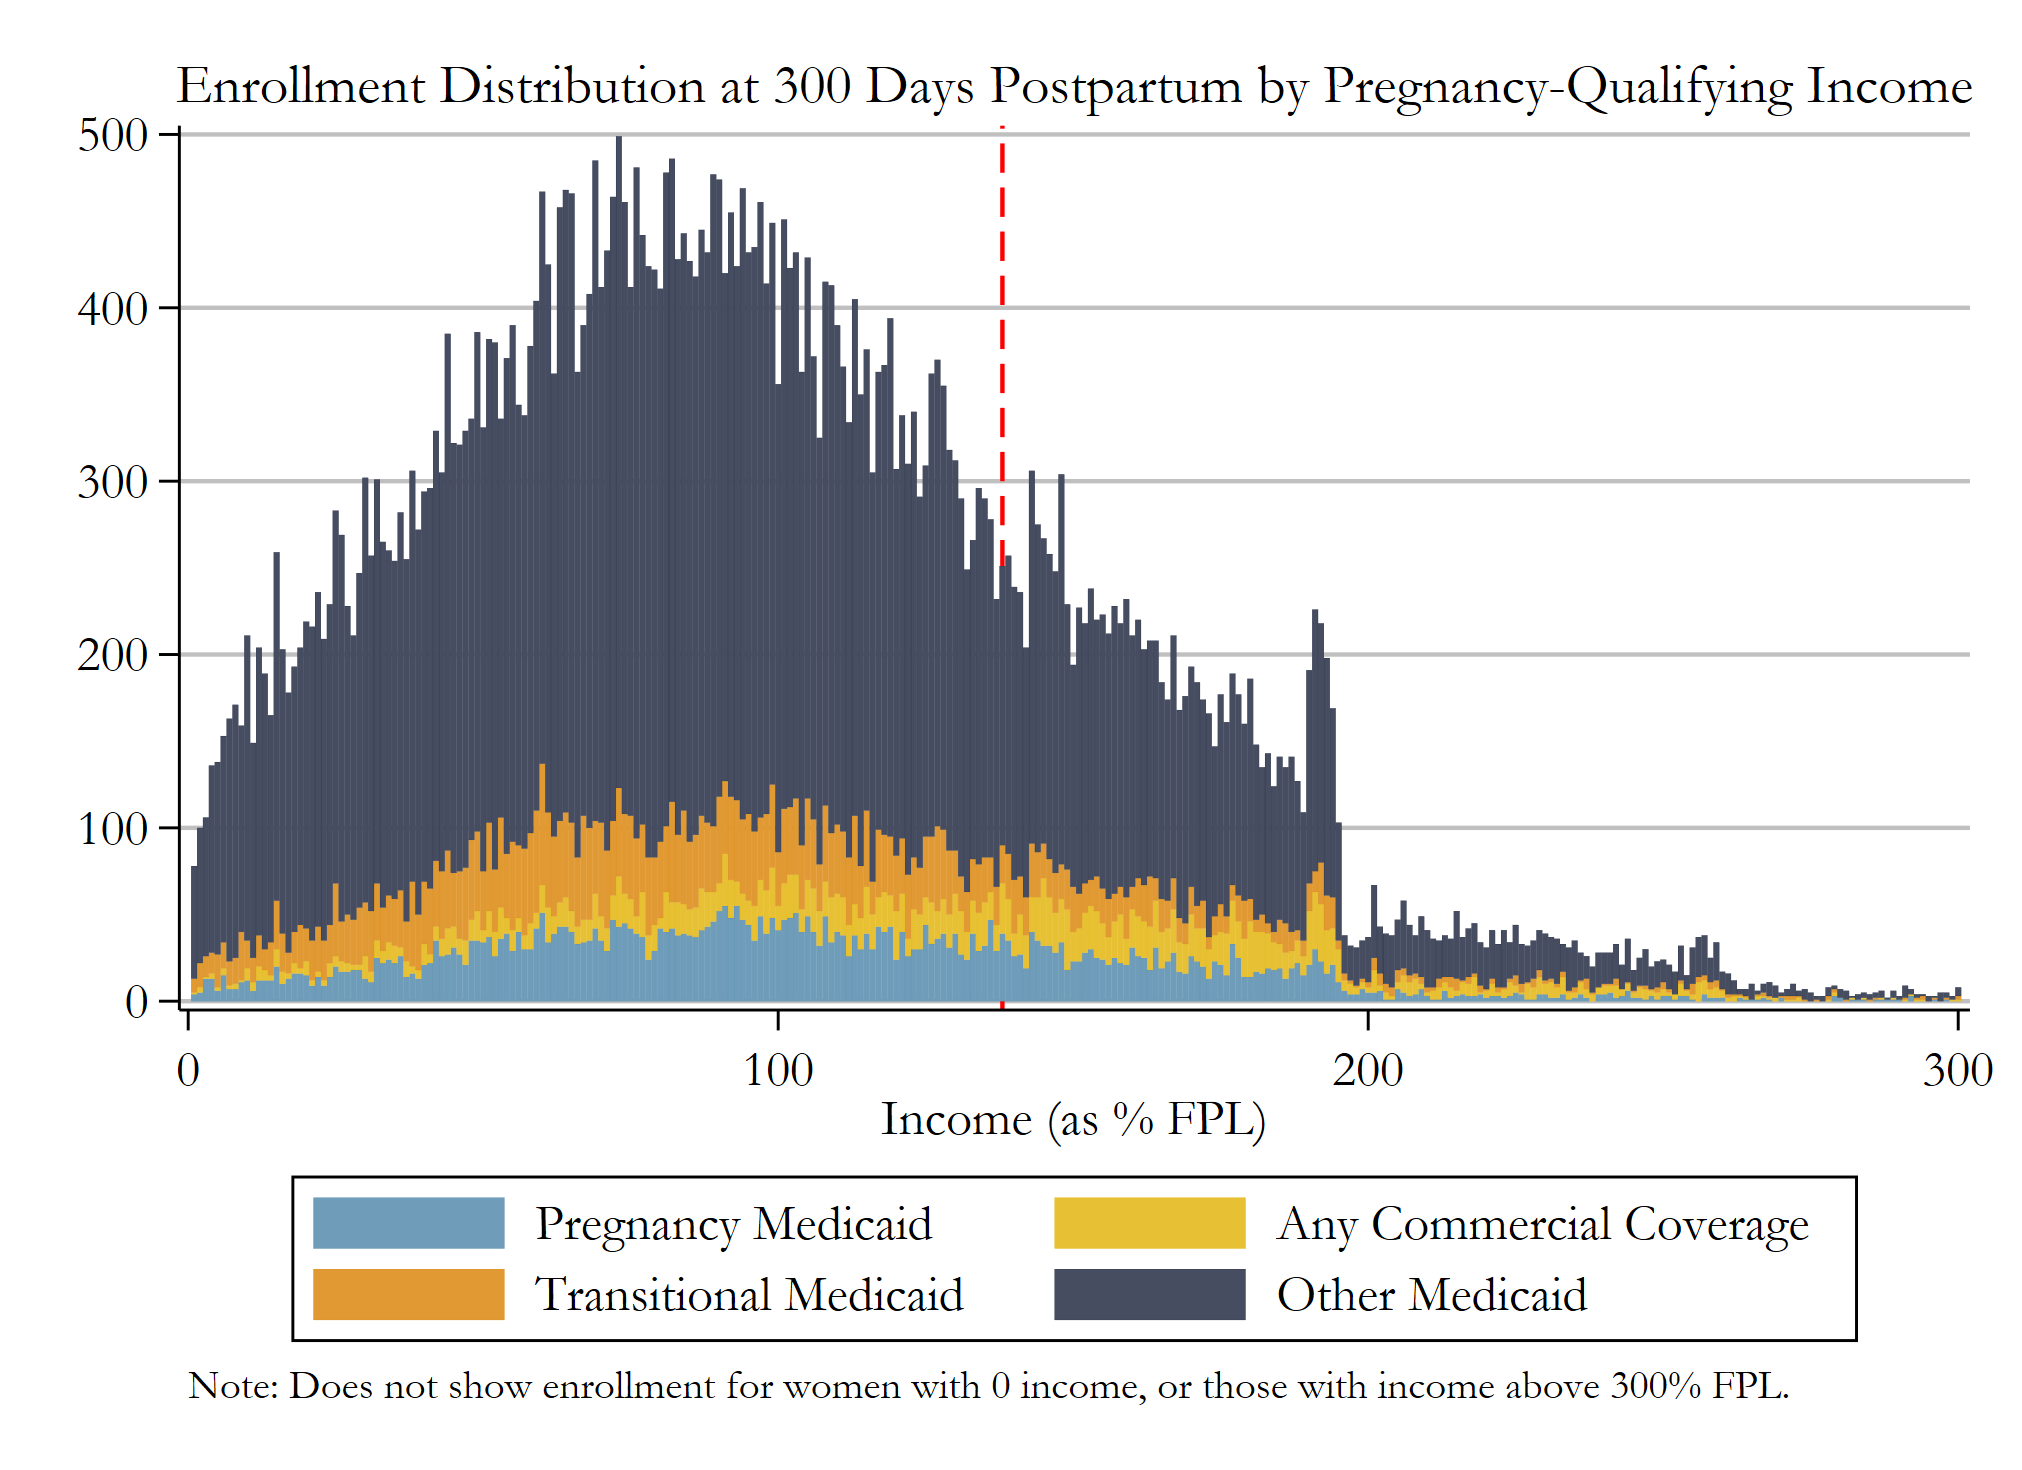 Enrollment Distribution at 300 Days Postpartum by Pregnancy-Qualifying Income
500
400
300
200
100
0
0 100 200 300
Income (as % FPL)
Pregnancy Medicaid Any Commercial Coverage
Transitional Medicaid Other Medicaid
Note: Does not show enrollment for women with 0 income, or those with income above 300% FPL.